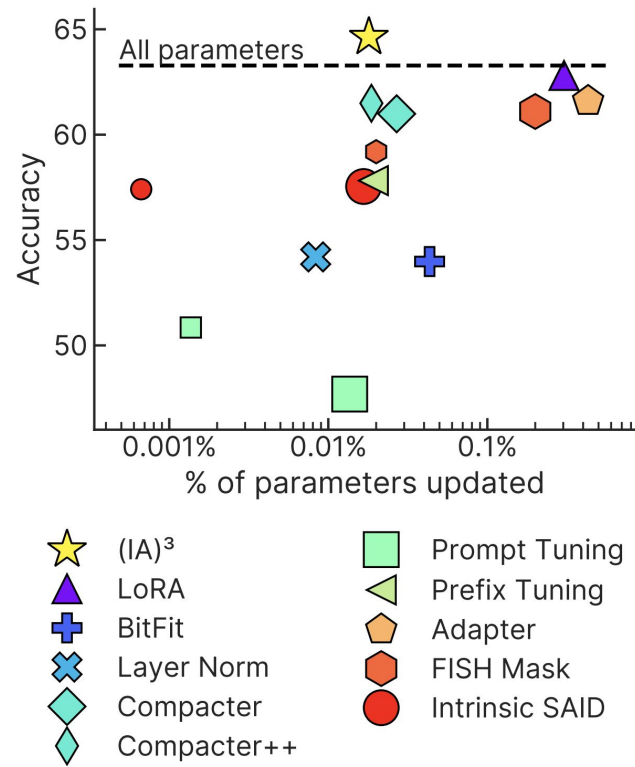 65
All parameters
60
55
50
Accuracy
0.001%
0.01%
0.1%
% of parameters updated
(IA)³
LoRA
BitFit
Layer Norm
Compacter
Compacter++
Prompt Tuning
Prefix Tuning
Adapter
FISH Mask
Intrinsic SAID